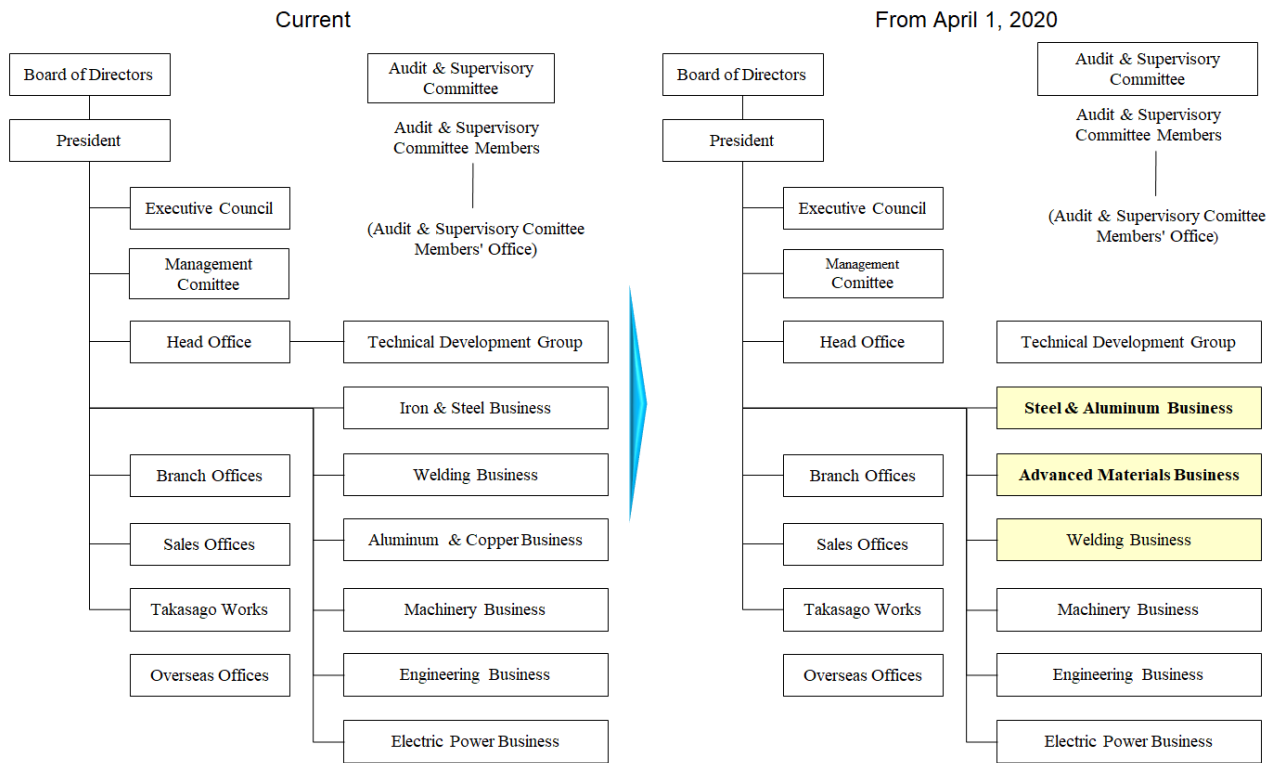 Current
Board of Directors
President
Audit & Supervisory
Committee
Audit & Supervisory
Committee Members
(Audit & Supervisory Comittee
Members' Office)
Executive Council
Management
Comittee
Head Office
Technical Development Group
Iron & Steel Business
Branch Offices
Welding Business
Sales Offices
Aluminum & Copper Business
Takasago Works
Machinery Business
Overseas Offices
Engineering Business
Electric Power Business
From April 1, 2020
Board of Directors
President
Audit & Supervisory
Committee
Audit & Supervisory
Committee Members
(Audit & Supervisory Comittee
Members' Office)
Executive Council
Management
Comittee
Head Office
Technical Development Group
Steel & Aluminum Business
Branch Offices
Advanced Materials Business
Sales Offices
Welding Business
Takasago Works
Machinery Business
Overseas Offices
Engineering Business
Electric Power Business